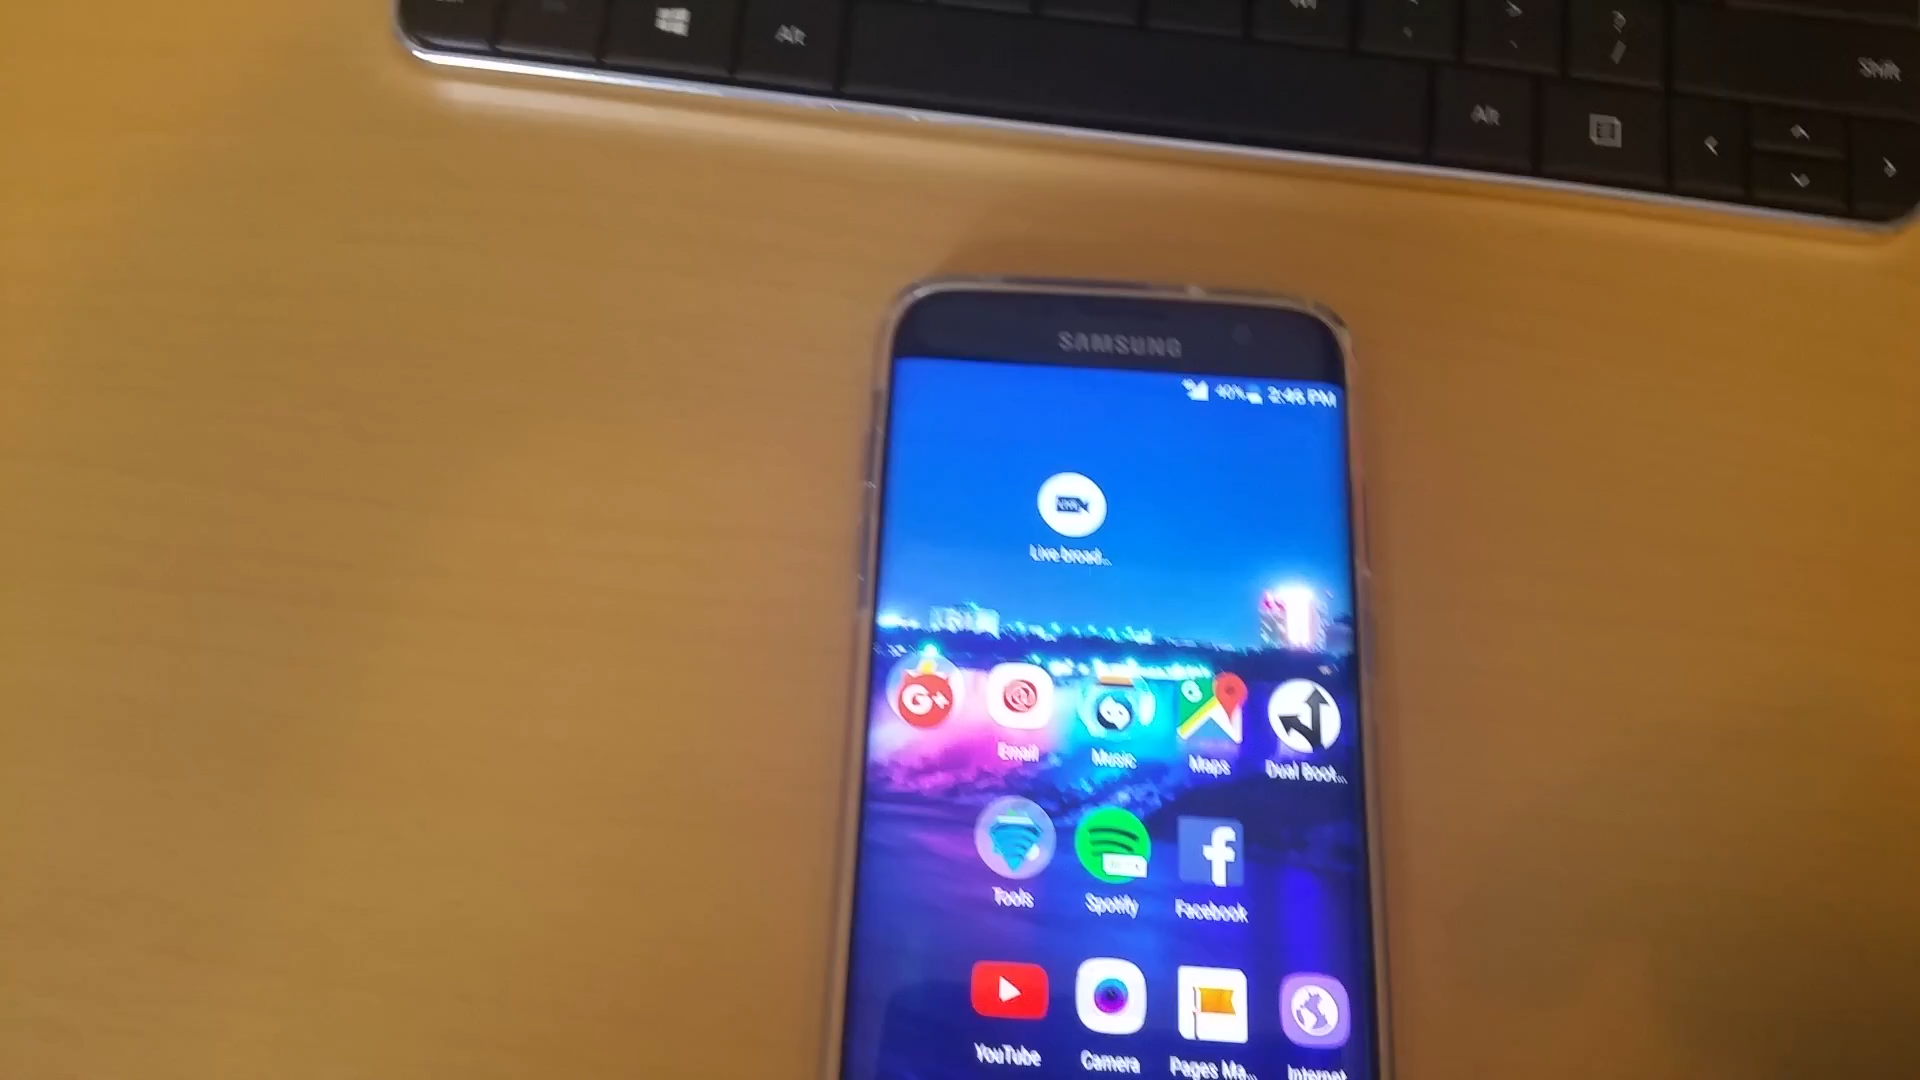 Alt
Shift
Alt
SAMSUNG
40% 2:48 PM
Live broad...
G+
Email
Music
Maps
Dual Boot...
Tools
Spotify
Facebook
YouTube
Camera
Pages Ma...
Internet